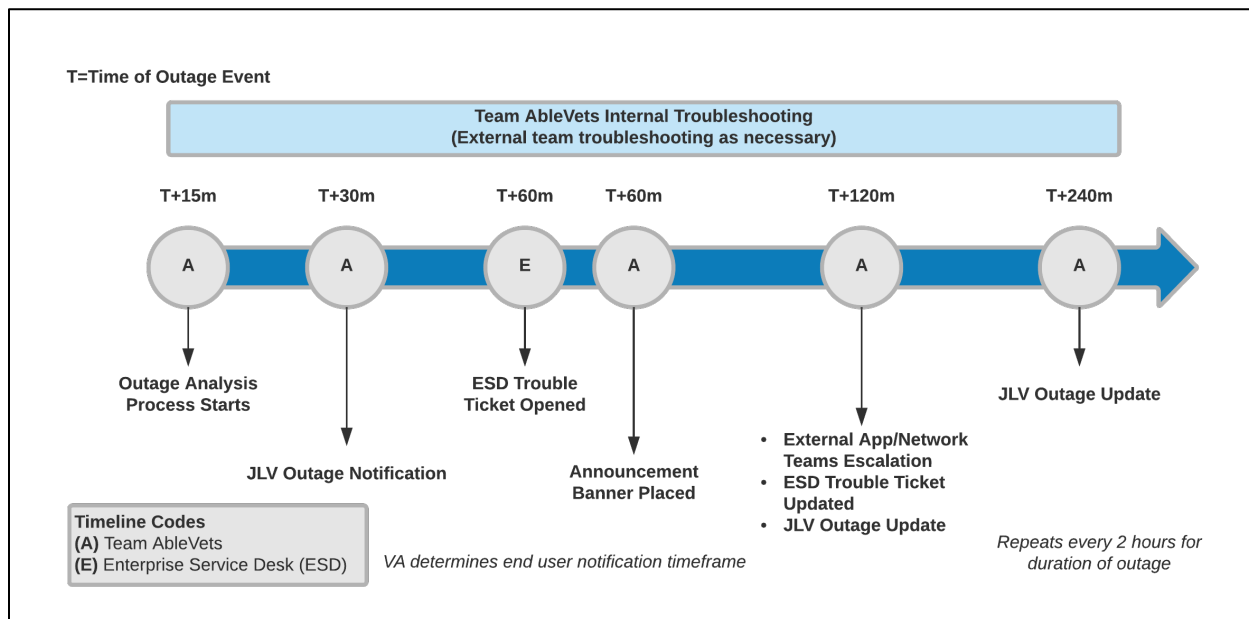 T=Time of Outage Event
Team AbleVets Internal Troubleshooting
(External team troubleshooting as necessary)
T+15m
T+30m
T+60m
T+60m
T+120m
T+240m
A
A
E
A
A
A
Outage Analysis
Process Starts
JLV Outage Notification
ESD Trouble
Ticket Opened
Announcement
Banner Placed
• External App/Network
Teams Escalation
• ESD Trouble Ticket
Updated
• JLV Outage Update
JLV Outage Update
Timeline Codes
(A) Team AbleVets
(E) Enterprise Service Desk (ESD)
VA determines end user notification timeframe
Repeats every 2 hours for
duration of outage